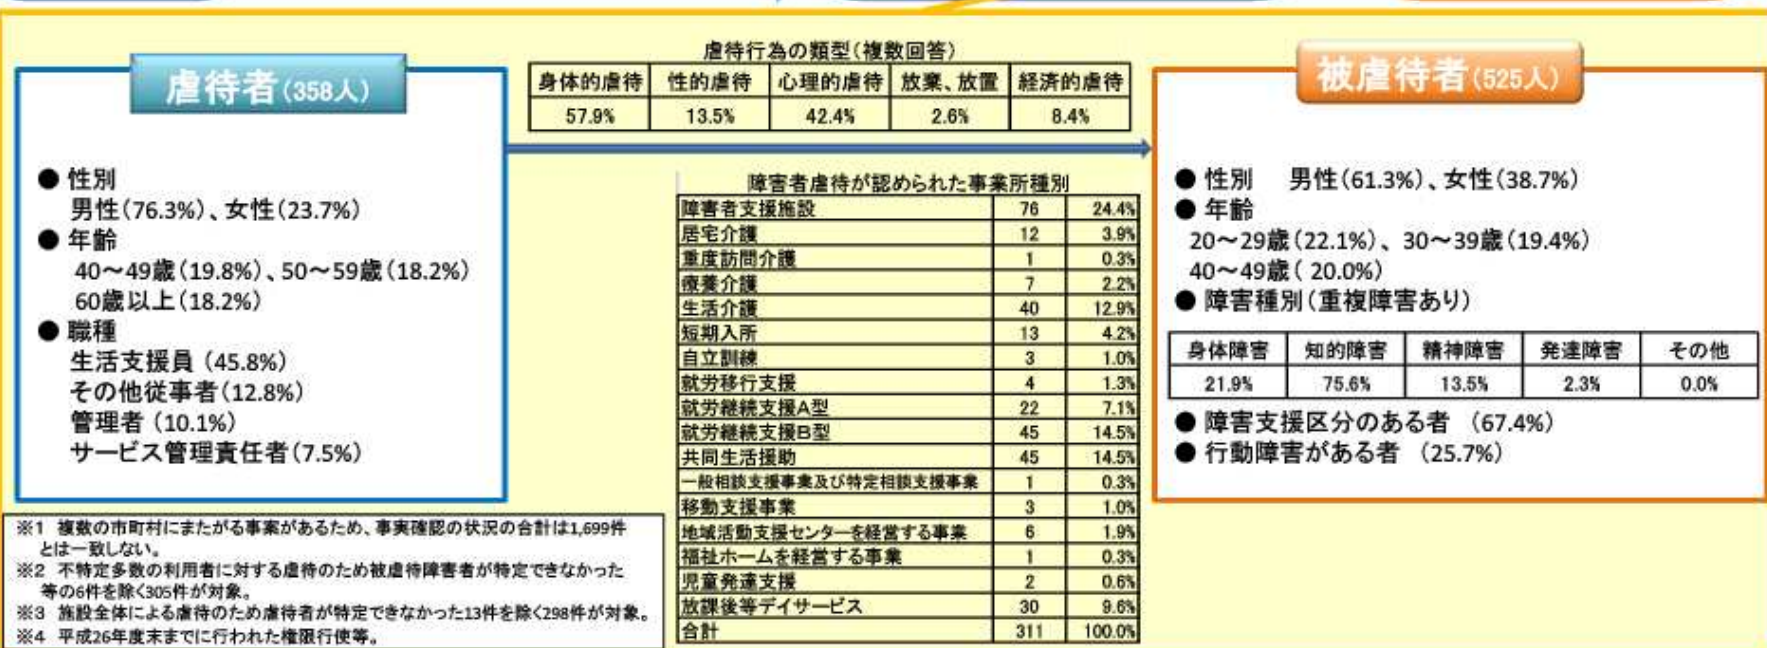 虐待者(358人)
● 性別
男性(76.3%)、女性(23.7%)
● 年齢
40～49歳(19.8%)、50～59歳(18.2%)
60歳以上(18.2%)
● 職種
生活支援員 (45.8%)
その他従事者(12.8%)
管理者 (10.1%)
サービス管理責任者(7.5%)
虐待行為の類型(複数回答)
身体的虐待 性的虐待 心理的虐待 放棄、放置 経済的虐待
57.9% 13.5% 42.4% 2.6% 8.4%
障害者虐待が認められた事業所種別
障害者支援施設 76 24.4%
居宅介護 12 3.9%
重度訪問介護 1 0.3%
療養介護 7 2.2%
生活介護 40 12.9%
短期入所 13 4.2%
自立訓練 3 1.0%
就労移行支援 4 1.3%
就労継続支援A型 22 7.1%
就労継続支援B型 45 14.5%
共同生活援助 45 14.5%
一般相談支援事業及び特定相談支援事業 1 0.3%
移動支援事業 3 1.0%
地域活動支援センターを経営する事業 6 1.9%
福祉ホームを経営する事業 1 0.3%
児童発達支援 2 0.6%
放課後等デイサービス 30 9.6%
合計 311 100.0%
被虐待者(525人)
● 性別 男性(61.3%)、女性(38.7%)
● 年齢
20～29歳(22.1%)、30～39歳(19.4%)
40～49歳( 20.0%)
● 障害種別(重複障害あり)
身体障害 知的障害 精神障害 発達障害 その他
21.9% 75.6% 13.5% 2.3% 0.0%
● 障害支援区分のある者 (67.4%)
● 行動障害がある者 (25.7%)
※1 複数の市町村にまたがる事案があるため、事実確認の状況の合計は1,699件
とは一致しない。
※2 不特定多数の利用者に対する虐待のため被虐待障害者が特定できなかった
等の6件を除く305件が対象。
※3 施設全体による虐待のため虐待者が特定できなかった13件を除く298件が対象。
※4 平成26年度末までに行われた権限行使等。